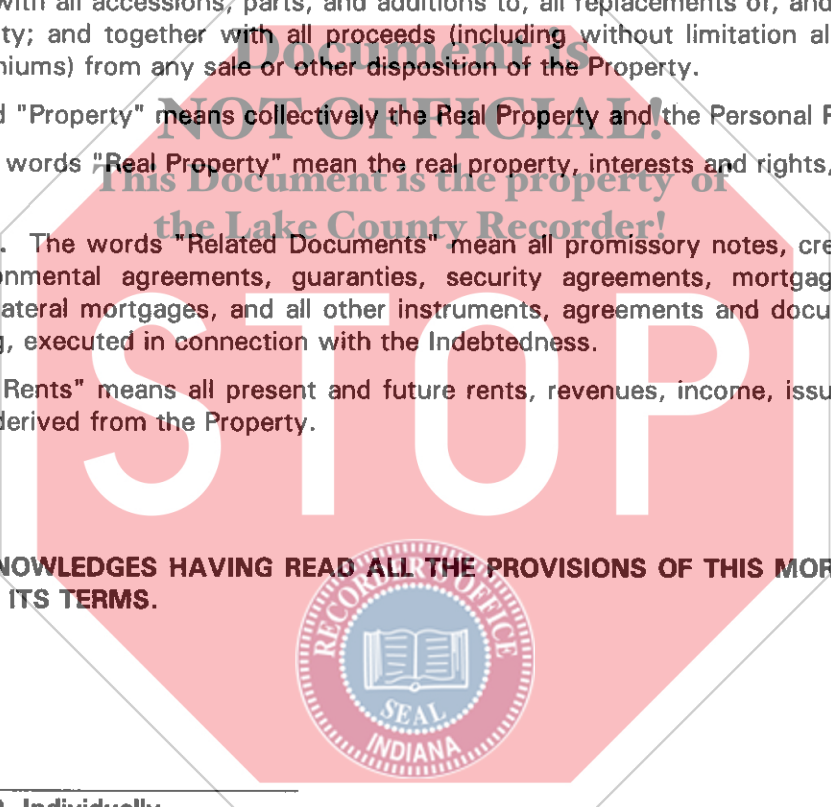 with all accessions, parts, and additions to, all replacements of, and
ty; and together with all proceeds (including without limitation al
niums) from any sale or other disposition of the Property.
Document is
d "Property" means collectively the Real Property and the Personal
NOT OFFICIAL!
words "Real Property" mean the real property, interests and rights,
This Document is the property of
the Lake County Recorder!
. The words "Related Documents" mean all promissory notes, cre
onmental agreements, guaranties, security agreements, mortgag
ateral mortgages, and all other instruments, agreements and docu
g, executed in connection with the Indebtedness.
Rents" means all present and future rents, revenues, income, issu
derived from the Property.
STOP
NOWLEDGES HAVING READ ALL THE PROVISIONS OF THIS MOR
ITS TERMS.
RECORDER'S OFFICE
SEAL
INDIANA
Individually